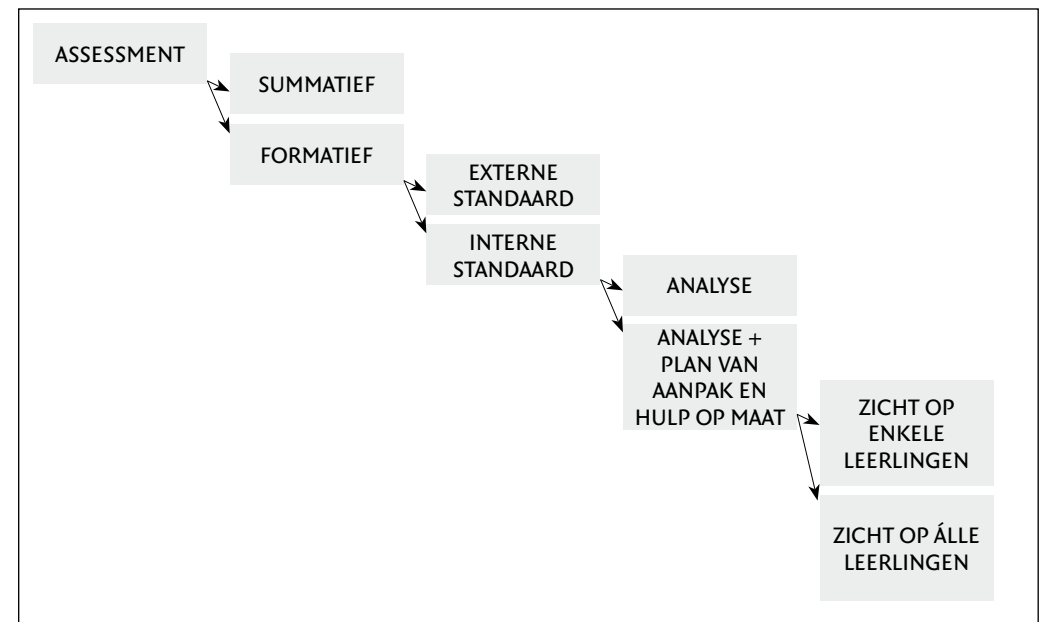 ASSESSMENT
SUMMATIEF
FORMATIEF
EXTERNE
STANDAARD
INTERNE
STANDAARD
ANALYSE
ANALYSE +
PLAN VAN
AANPAK EN
HULP OP MAAT
ZICHT OP
ENKELE
LEERLINGEN
ZICHT OP ÁLLE
LEERLINGEN